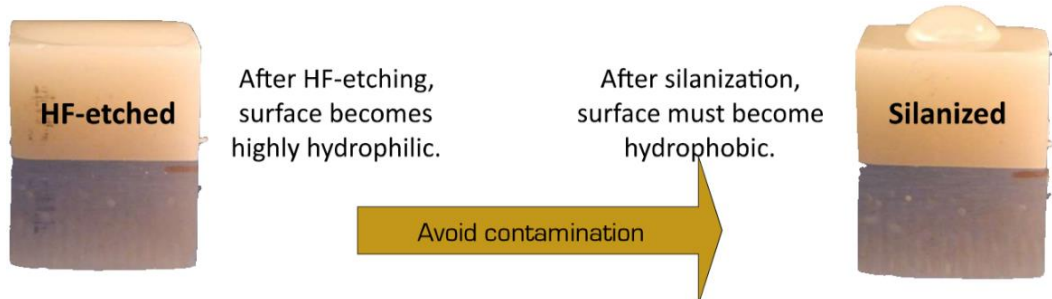 HF-etched
After HF-etching,
surface becomes
highly hydrophilic.
After silanization,
surface must become
hydrophobic.
Silanized
Avoid contamination